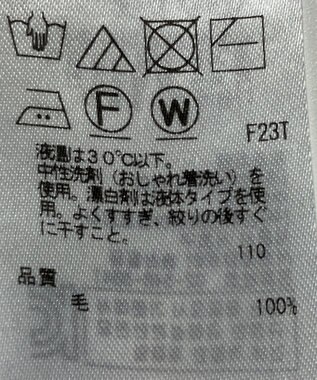 F W
F23T
液温は30℃以下。
中性洗剤(おしゃれ着洗い)を
使用。漂白剤は液体タイプを使
用。よくすすぎ、絞りの後すぐ
に干すこと。
110
品質
毛 100%